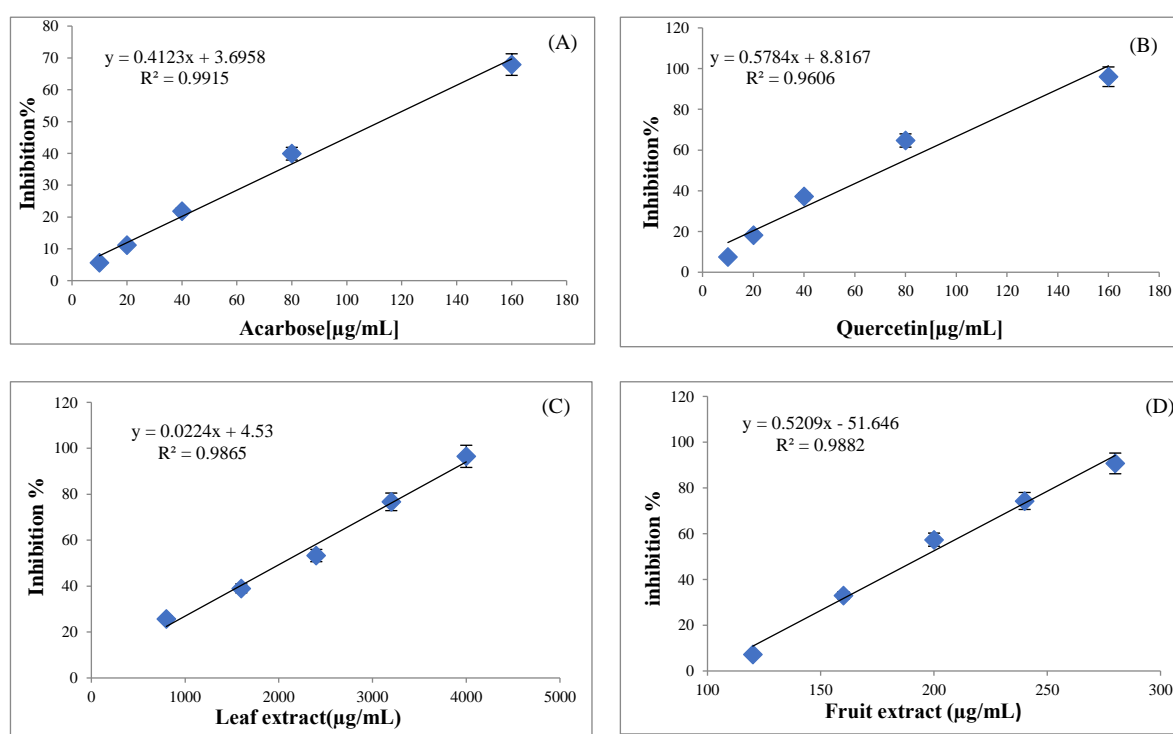 (A)
y = 0.4123x + 3.6958
R² = 0.9915
Inhibition%
80
70
60
50
40
30
20
10
0
0 20 40 60 80 100 120 140 160 180
Acarbose[µg/mL]
(B)
y = 0.5784x + 8.8167
R² = 0.9606
Inhibition%
120
100
80
60
40
20
0
0 20 40 60 80 100 120 140 160 180
Quercetin[µg/mL]
(C)
y = 0.0224x + 4.53
R² = 0.9865
Inhibition %
120
100
80
60
40
20
0
0 1000 2000 3000 4000 5000
Leaf extract(µg/mL)
(D)
y = 0.5209x - 51.646
R² = 0.9882
inhibition %
120
100
80
60
40
20
0
100 150 200 250 300
Fruit extract (µg/mL)